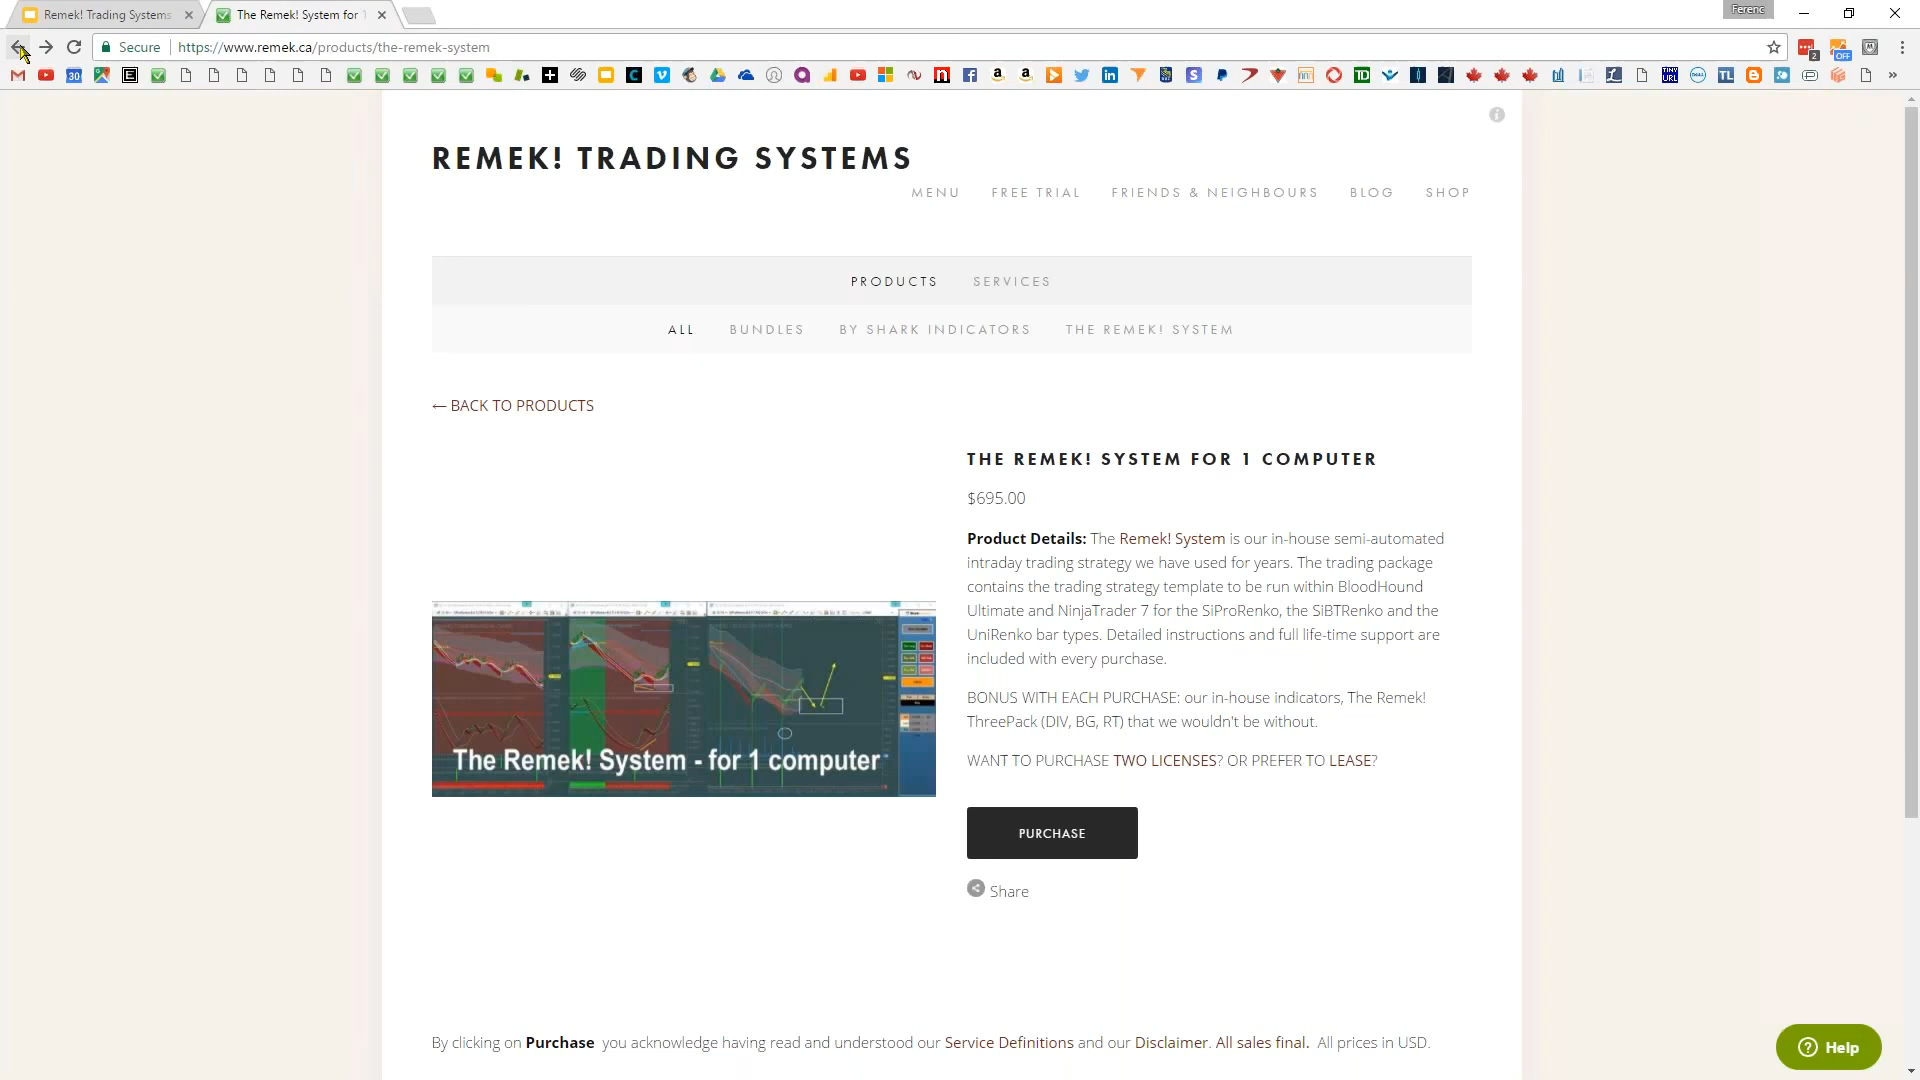 Remek! Trading Systems
The Remek! System for 1
Ferenc
Secure
https://www.remek.ca/products/the-remek-system
2
OFF
30
REMEK! TRADING SYSTEMS
MENU FREE TRIAL FRIENDS & NEIGHBOURS BLOG SHOP
PRODUCTS SERVICES
ALL BUNDLES BY SHARK INDICATORS THE REMEK! SYSTEM
← BACK TO PRODUCTS
THE REMEK! SYSTEM FOR 1 COMPUTER
$695.00
Product Details: The Remek! System is our in-house semi-automated
intraday trading strategy we have used for years. The trading package
contains the trading strategy template to be run within BloodHound
Ultimate and NinjaTrader 7 for the SiProRenko, the SiBTRenko and the
UniRenko bar types. Detailed instructions and full life-time support are
included with every purchase.
BONUS WITH EACH PURCHASE: our in-house indicators, The Remek!
ThreePack (DIV, BG, RT) that we wouldn't be without.
WANT TO PURCHASE TWO LICENSES? OR PREFER TO LEASE?
The Remek! System - for 1 computer
PURCHASE
Share
By clicking on Purchase you acknowledge having read and understood our Service Definitions and our Disclaimer. All sales final. All prices in USD.
Help